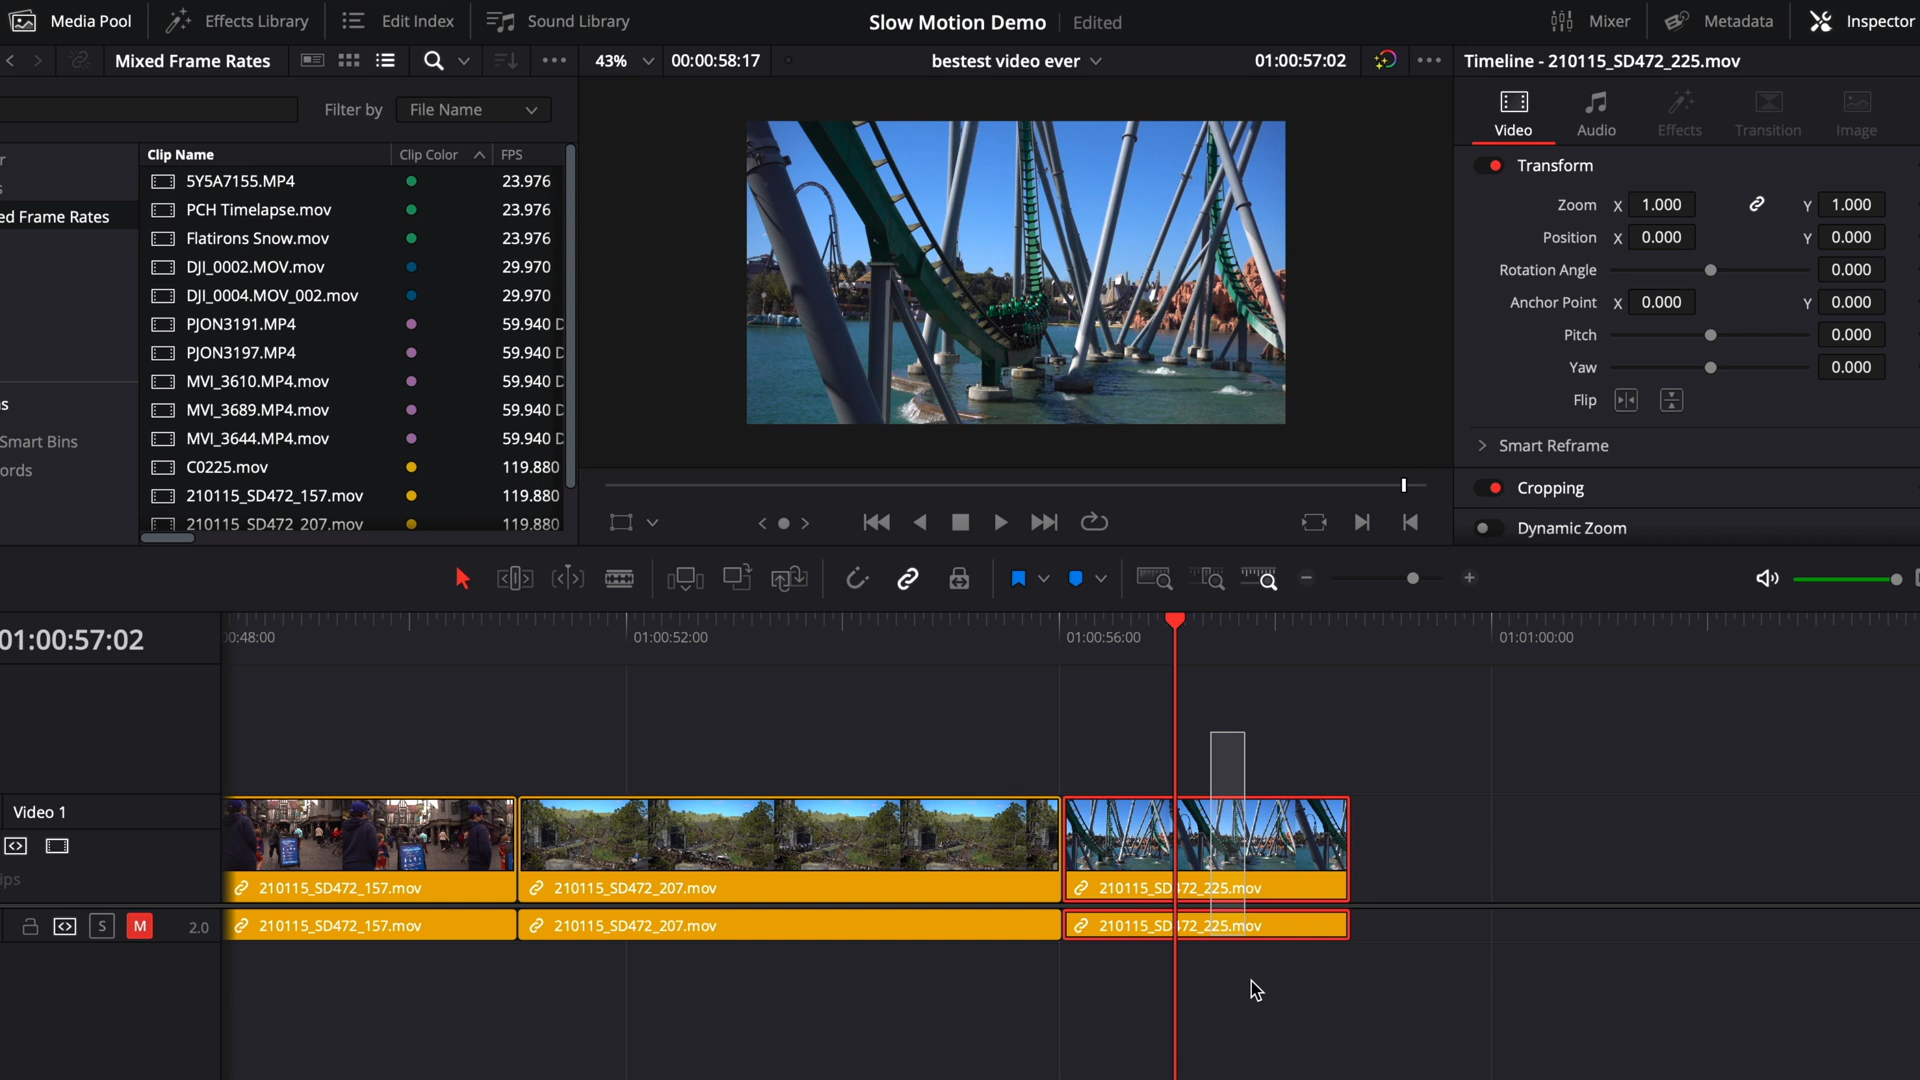 Media Pool Effects Library Edit Index Sound Library Slow Motion Demo Edited Mixer Metadata Inspector
Mixed Frame Rates 43% 00:00:58:17 bestest video ever 01:00:57:02 Timeline - 210115_SD472_225.mov
Filter by File Name
Video Audio Effects Transition Image
Clip Name Clip Color FPS
5Y5A7155.MP4 23.976
PCH Timelapse.mov 23.976
ed Frame Rates
Flatirons Snow.mov 23.976
DJI_0002.MOV.mov 29.970
DJI_0004.MOV_002.mov 29.970
PJON3191.MP4 59.940 D
PJON3197.MP4 59.940 D
MVI_3610.MP4.mov 59.940 D
MVI_3689.MP4.mov 59.940 D
MVI_3644.MP4.mov 59.940 D
Smart Bins
ords
C0225.mov 119.880
210115_SD472_157.mov 119.880
210115_SD472_207.mov 119.880
Transform
Zoom X 1.000 Y 1.000
Position X 0.000 Y 0.000
Rotation Angle 0.000
Anchor Point X 0.000 Y 0.000
Pitch 0.000
Yaw 0.000
Flip
Smart Reframe
Cropping
Dynamic Zoom
01:00:57:02
00:48:00 01:00:52:00 01:00:56:00 01:01:00:00
Video 1
ips
210115_SD472_157.mov 210115_SD472_207.mov 210115_SD472_225.mov
S M 2.0
210115_SD472_157.mov 210115_SD472_207.mov 210115_SD472_225.mov